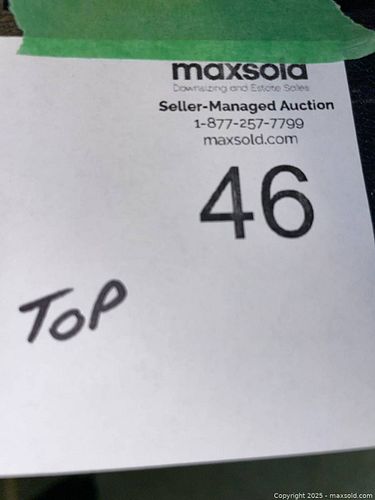 maxsold
Downsizing and Estate Sales
Seller-Managed Auction
1-877-257-7799
maxsold.com
46
TOP
Copyright 2025 - maxsold.com